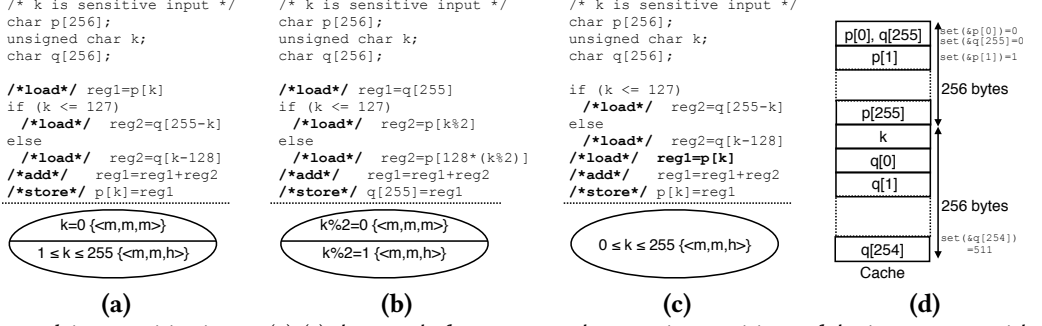 /* k is sensitive input */
char p[256];
unsigned char k;
char q[256];
/*load*/ reg1=p[k]
if (k <= 127)
/*load*/ reg2=q[255-k]
else
/*load*/ reg2=q[k-128]
/*add*/ reg1=reg1+reg2
/*store*/ p[k]=reg1
k=0 {<m,m,m>}
1 ≤ k ≤ 255 {<m,m,h>}
(a)
/* k is sensitive input */
char p[256];
unsigned char k;
char q[256];
/*load*/ reg1=q[255]
if (k <= 127)
/*load*/ reg2=p[k%2]
else
/*load*/ reg2=p[128*(k%2)]
/*add*/ reg1=reg1+reg2
/*store*/ q[255]=reg1
k%2=0 {<m,m,m>}
k%2=1 {<m,m,h>}
(b)
/* k is sensitive input */
char p[256];
unsigned char k;
char q[256];
if (k <= 127)
/*load*/ reg2=q[255-k]
else
/*load*/ reg2=q[k-128]
/*load*/ reg1=p[k]
/*add*/ reg1=reg1+reg2
/*store*/ p[k]=reg1
0 ≤ k ≤ 255 {<m,m,h>}
(c)
p[0], q[255]
p[1]
p[255]
k
q[0]
q[1]
q[254]
Cache
set(&p[0])=0
set(&q[255]=0
set(&p[1])=1
256 bytes
256 bytes
set(&q[254])
=511
(d)